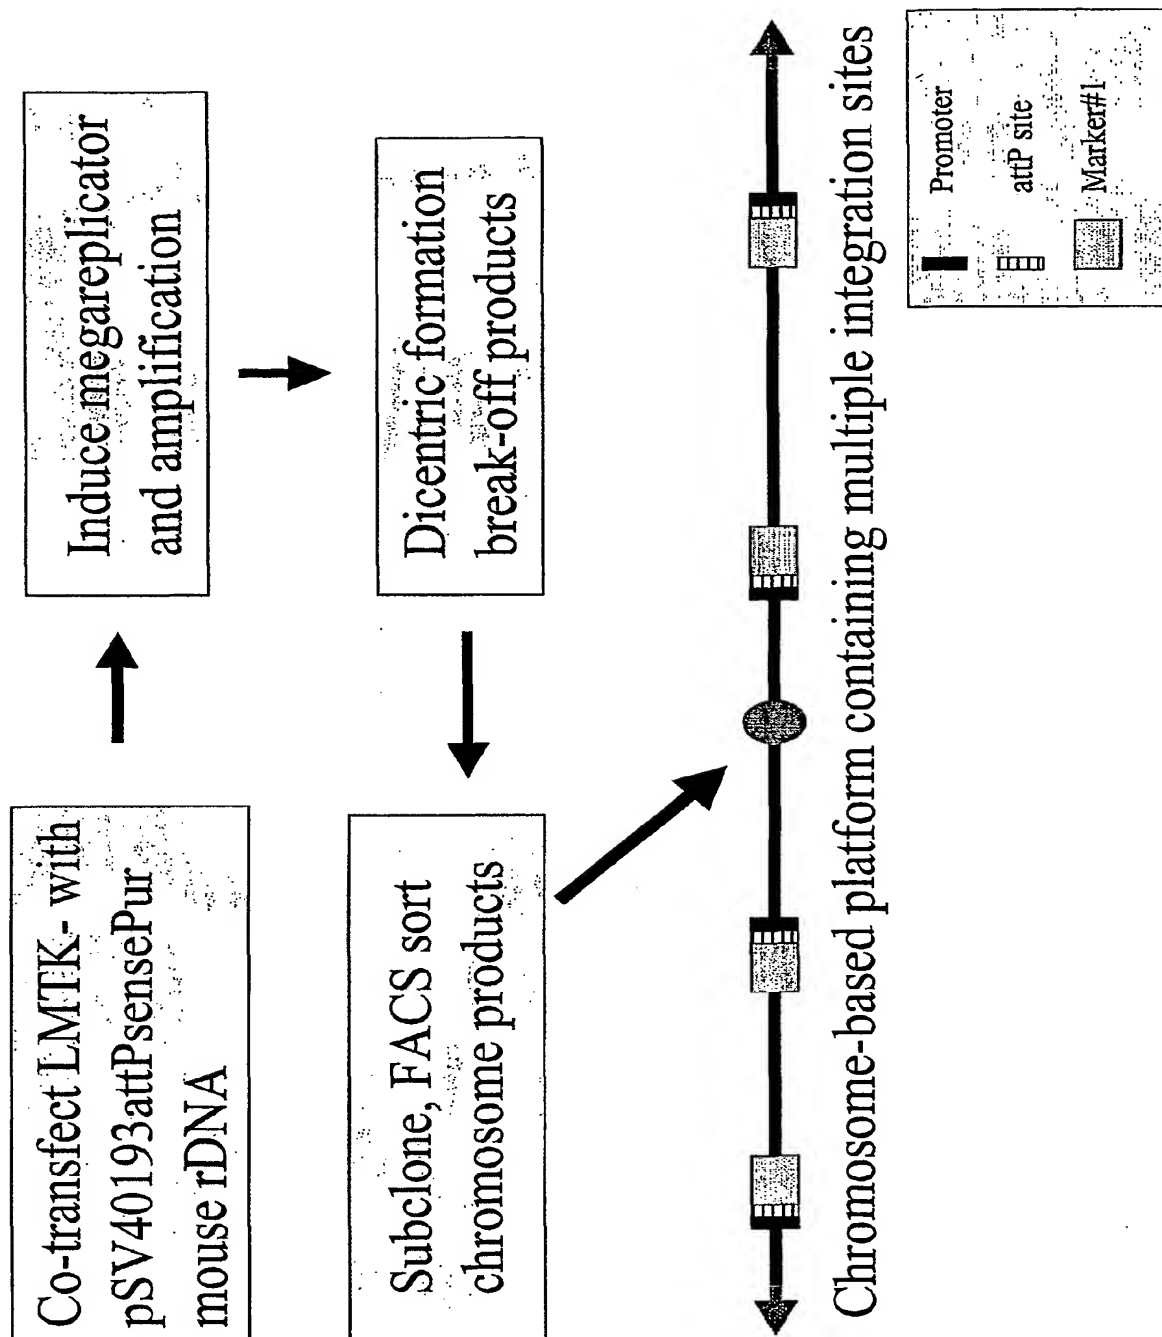 Co-transfect LMTK- with
pSV40193attPsensePur
mouse rDNA
Induce megareplicator
and amplification
Dicentric formation
break-off products
Subclone, FACS sort
chromosome products
Chromosome-based platform containing multiple integration sites
Promoter
attP site
Marker#1